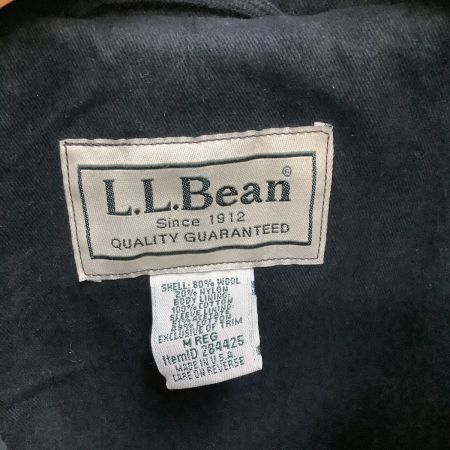 L.L.Bean®
Since 1912
QUALITY GUARANTEED
SHELL: 80% WOOL
20% NYLON
BODY LINING:
100% COTTON
SLEEVE LINING:
COTTON
EXCLUSIVE OF TRIM
M REG
ItemID 284425
MADE IN U.S.A.
CARE ON REVERSE